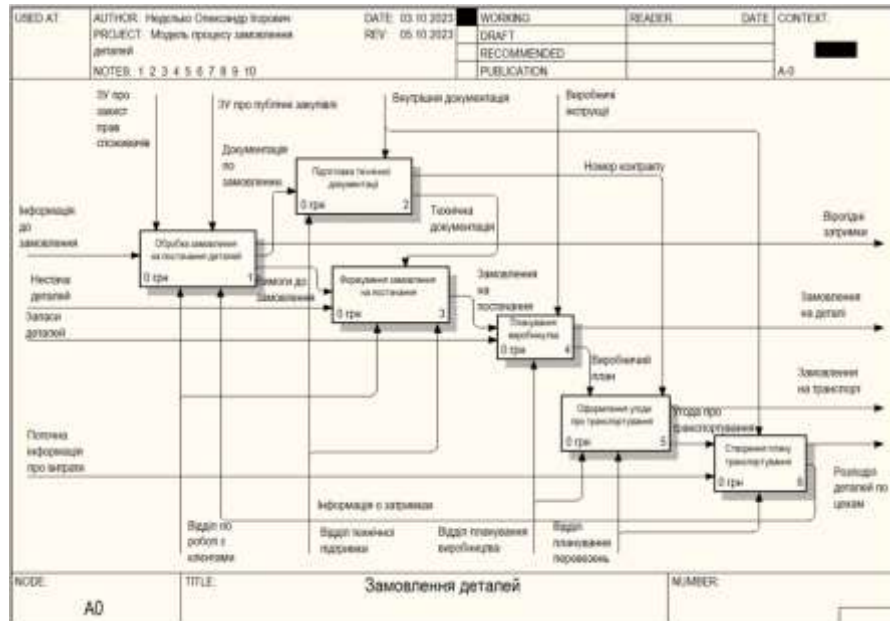 USED AT:
AUTHOR: Недолько Олександр Ігорович
DATE: 03.10.2023
WORKING
READER
DATE
CONTEXT:
PROJECT: Модель процесу замовлення
деталей
REV: 05.10.2023
DRAFT
RECOMMENDED
NOTES: 1 2 3 4 5 6 7 8 9 10
PUBLICATION
A-0
ЗУ про
захист
прав
споживачів
ЗУ про публічні закупівлі
Внутрішня документація
Виробничі
інструкції
Документація
по
замовленню
Підготовка технічної
документації
0 грн
2
Номер контракту
Технічна
документація
Інформація
до
замовлення
Обробка замовлення
на постачання деталей
0 грн
1
Вірогідні
затримки
Нестача
деталей
Вимоги до
замовлення
Формування замовлення
на постачання
0 грн
3
Замовлення
на
постачання
Замовлення
на деталі
Запаси
деталей
Планування
виробництва
0 грн
4
Виробничий
план
Замовлення
на транспорт
Оформлення угоди
про транспортування
0 грн
5
Угода про
транспортування
Поточна
інформація
про витрати
Створення плану
транспортування
0 грн
6
Розподіл
деталей по
цехам
Інформація о затримках
Відділ по
роботі з
клієнтами
Відділ технічної
підтримки
Відділ планування
виробництва
Відділ
планування
перевезень
NODE:
TITLE:
NUMBER:
A0
Замовлення деталей